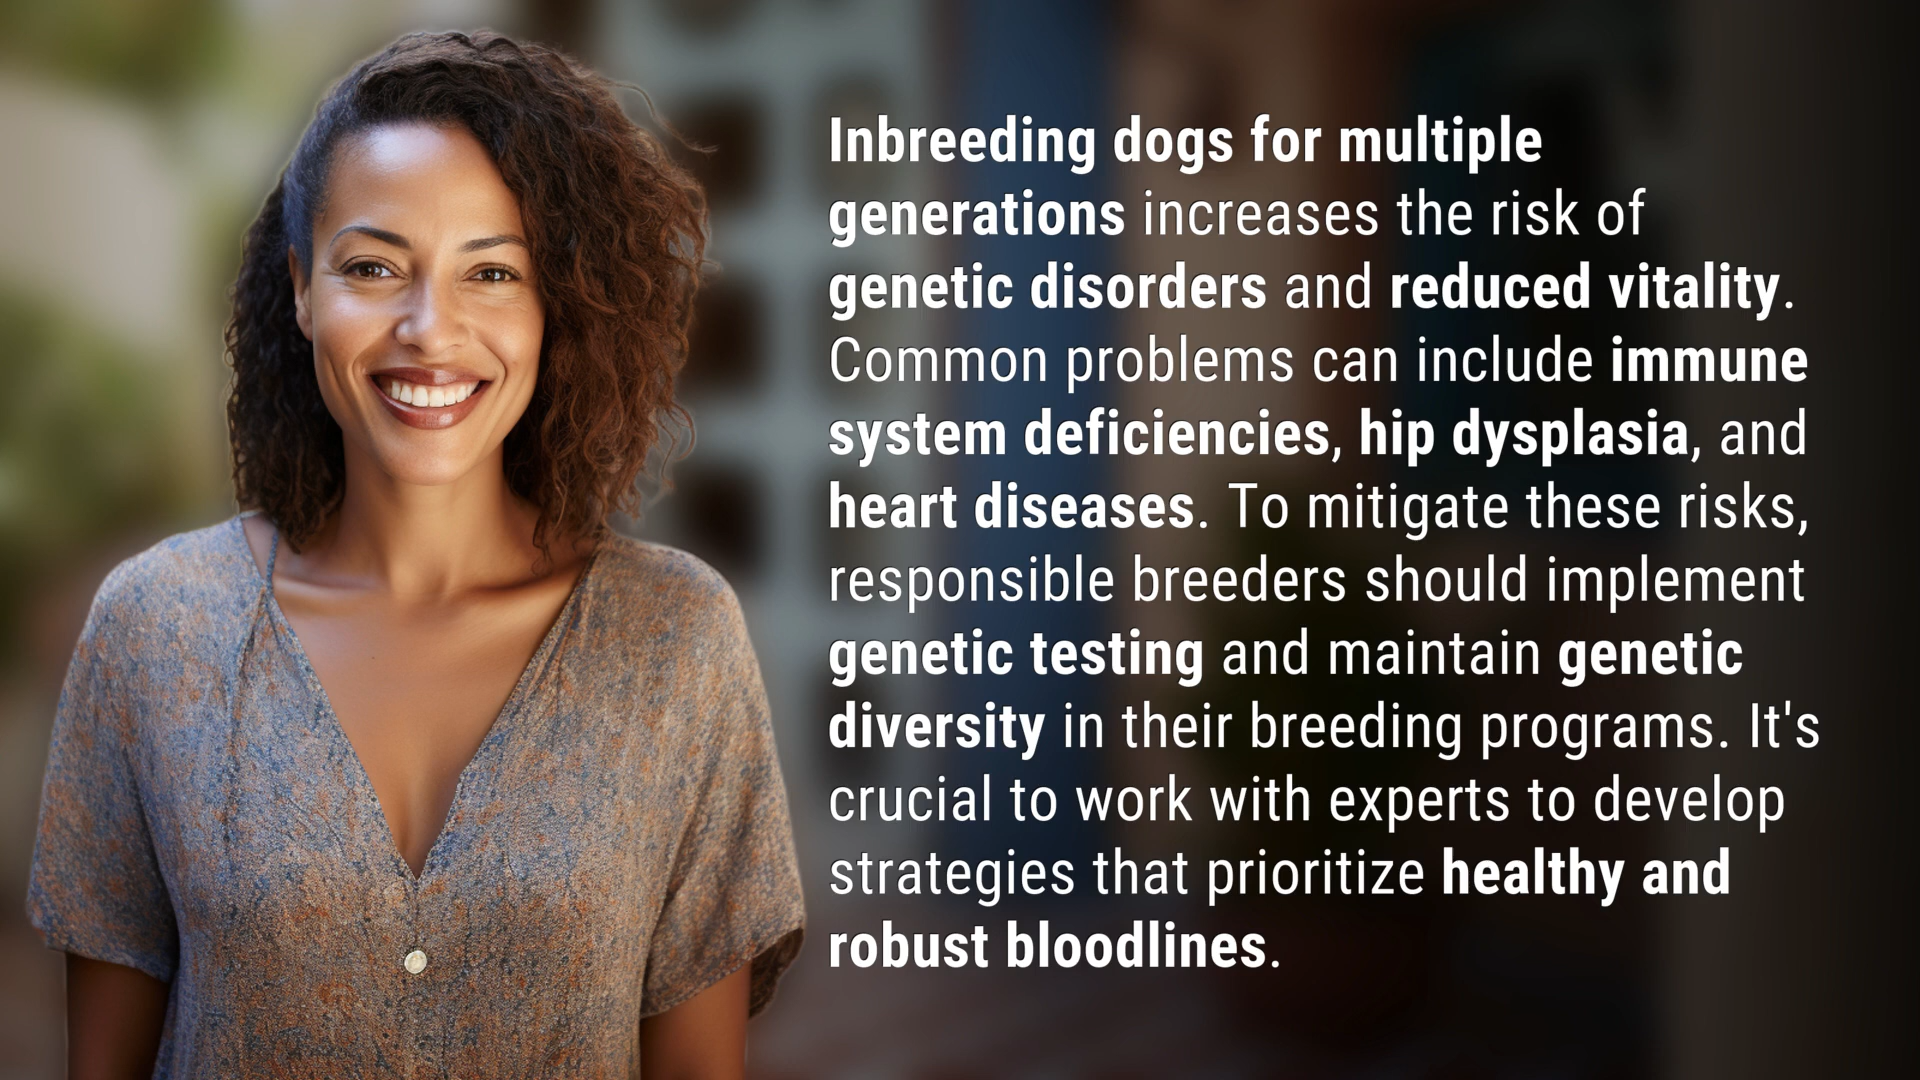 Inbreeding dogs for multiple
generations increases the risk of
genetic disorders and reduced vitality.
Common problems can include immune
system deficiencies, hip dysplasia, and
heart diseases. To mitigate these risks,
responsible breeders should implement
genetic testing and maintain genetic
diversity in their breeding programs. It's
crucial to work with experts to develop
strategies that prioritize healthy and
robust bloodlines.